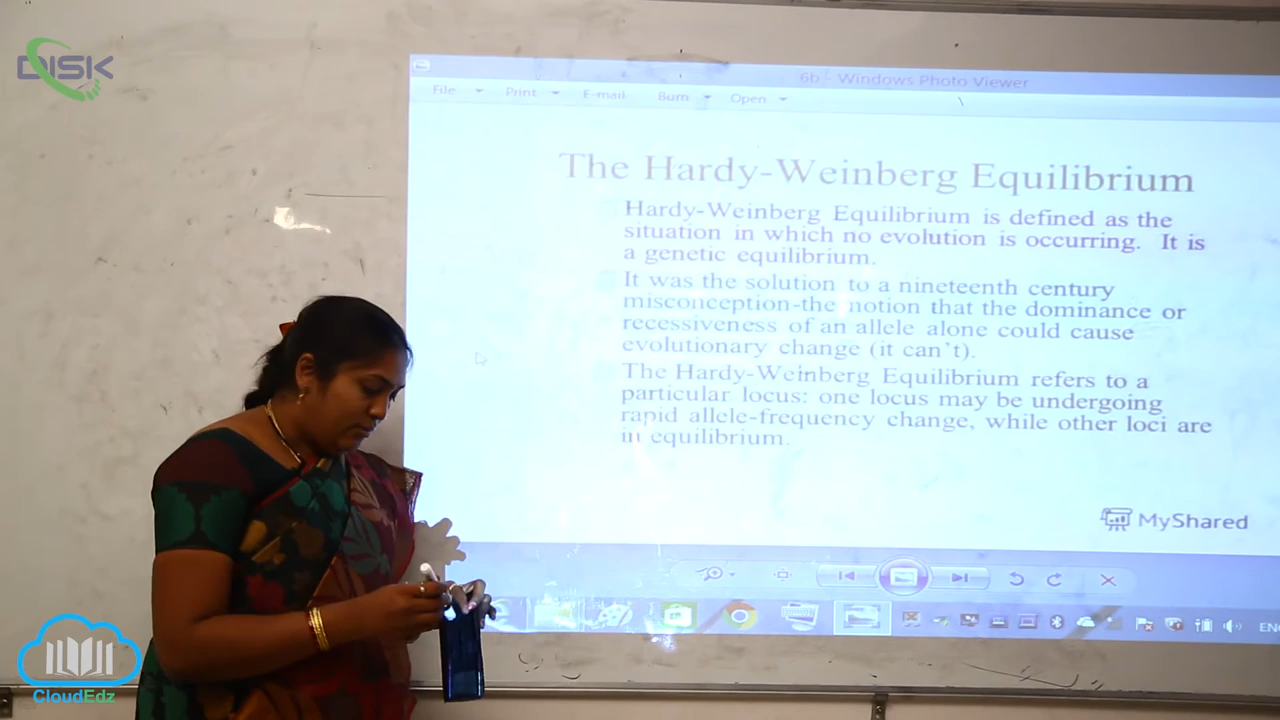 DISK
6b - Windows Photo Viewer
File Print E-mail Burn Open
The Hardy-Weinberg Equilibrium
Hardy-Weinberg Equilibrium is defined as the
situation in which no evolution is occurring. It is
a genetic equilibrium.
It was the solution to a nineteenth century
misconception-the notion that the dominance or
recessiveness of an allele alone could cause
evolutionary change (it can't).
The Hardy-Weinberg Equilibrium refers to a
particular locus: one locus may be undergoing
rapid allele-frequency change, while other loci are
in equilibrium.
MyShared
CloudEdz